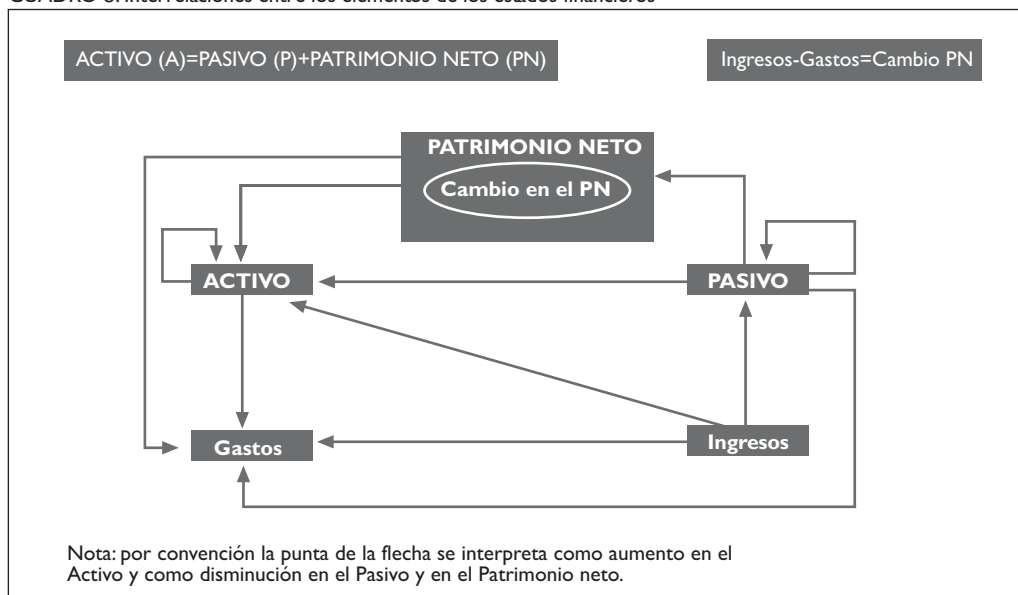 ACTIVO (A)=PASIVO (P)+PATRIMONIO NETO (PN)
Ingresos-Gastos=Cambio PN
PATRIMONIO NETO
Cambio en el PN
ACTIVO
PASIVO
Gastos
Ingresos
Nota: por convención la punta de la flecha se interpreta como aumento en el
Activo y como disminución en el Pasivo y en el Patrimonio neto.